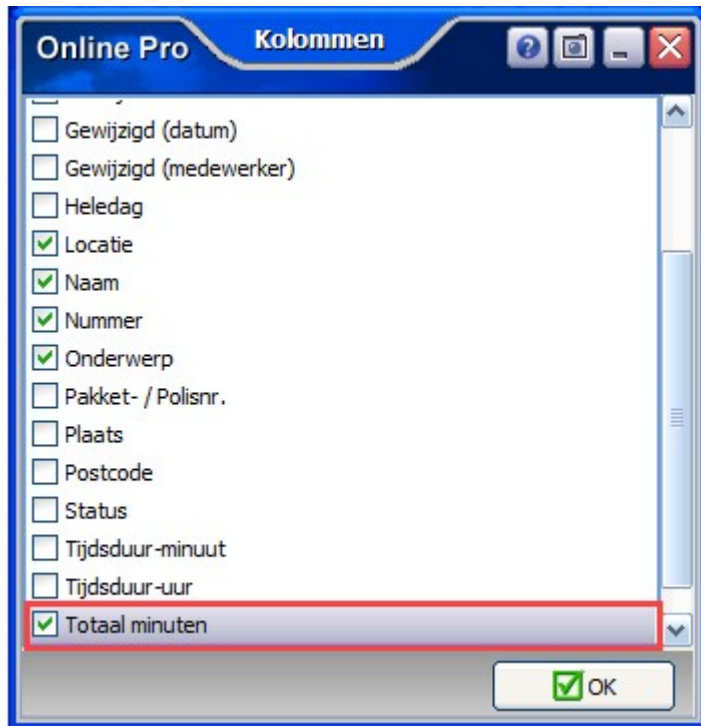 Online Pro
Kolommen
Gewijzigd (datum)
Gewijzigd (medewerker)
Heledag
Locatie
Naam
Nummer
Onderwerp
Pakket- / Polisnr.
Plaats
Postcode
Status
Tijdsduur-minuut
Tijdsduur-uur
Totaal minuten
OK